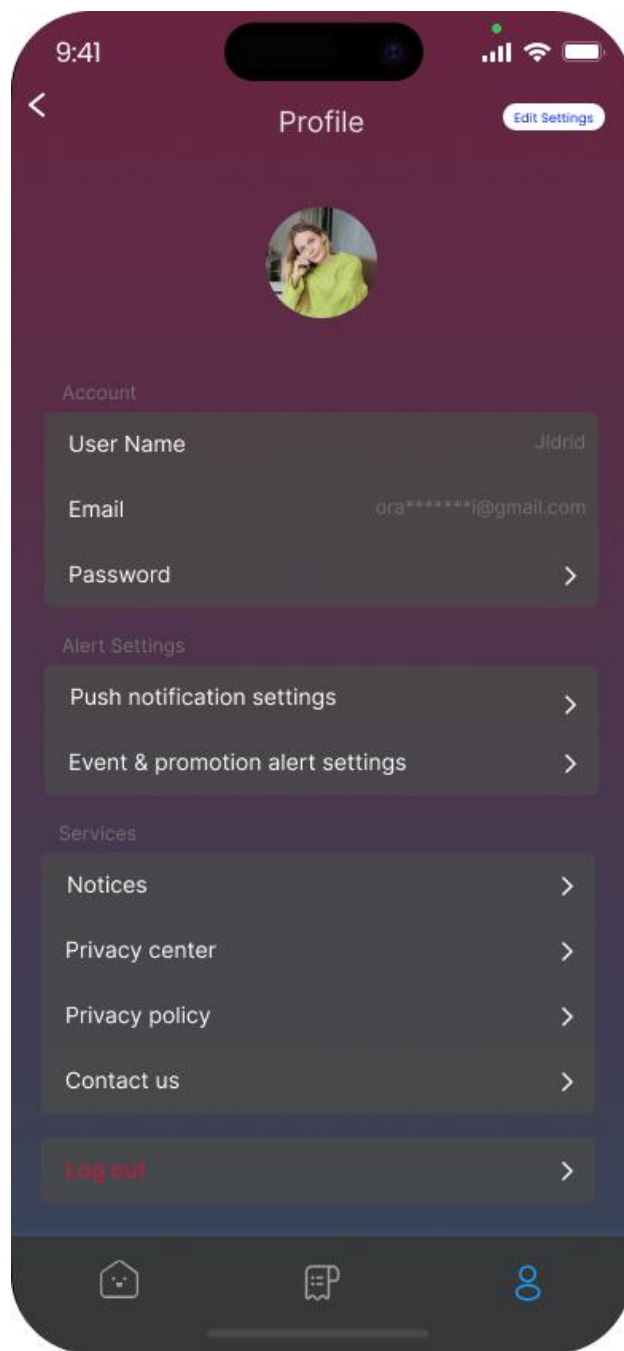 9:41
Profile
Edit Settings
Account
User Name Jldrid
Email ora*******i@gmail.com
Password
Alert Settings
Push notification settings
Event & promotion alert settings
Services
Notices
Privacy center
Privacy policy
Contact us
Log out